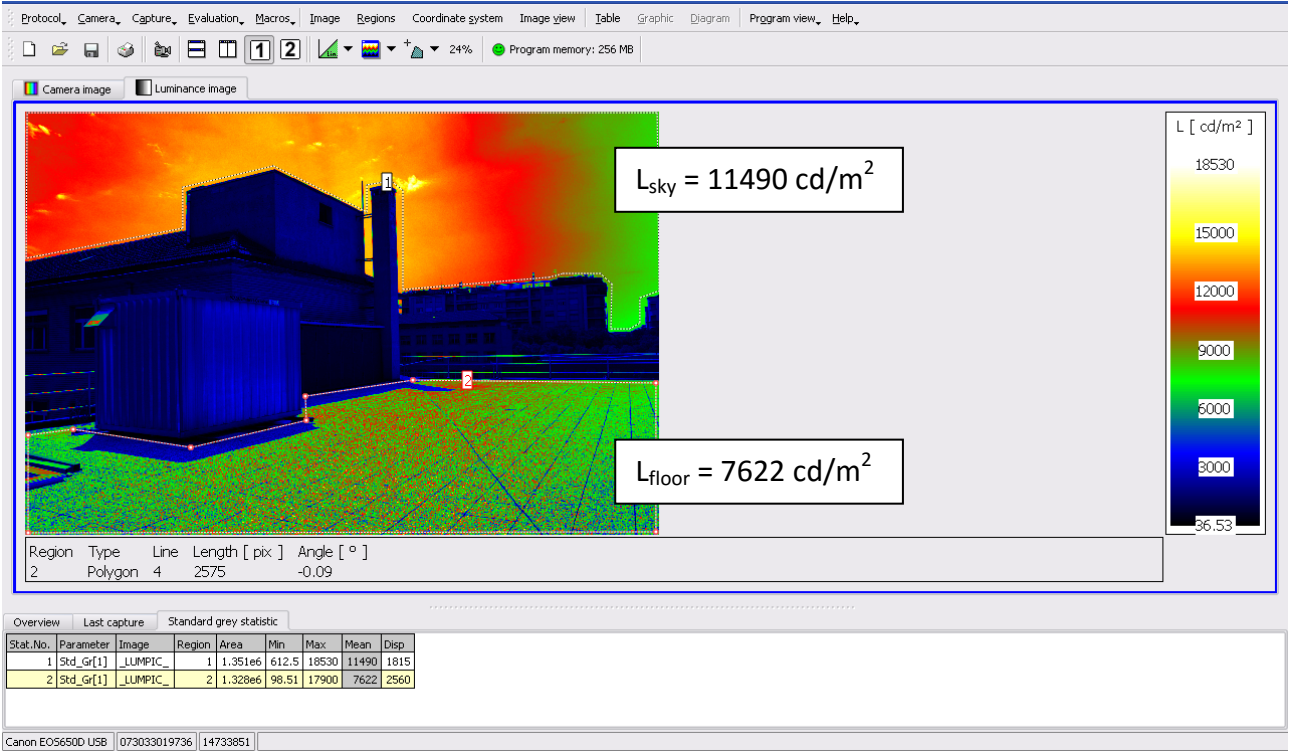 Protocol Camera Capture Evaluation Macros Image Regions Coordinate system Image view Table Graphic Diagram Program view Help
1 2 24% Program memory: 256 MB
Camera image Luminance image
L [ cd/m² ]
18530
15000
12000
9000
6000
3000
36.53
1
Lsky = 11490 cd/m²
2
Lfloor = 7622 cd/m²
Region Type Line Length [ pix ] Angle [ º ]
2 Polygon 4 2575 -0.09
Overview Last capture Standard grey statistic
Stat.No. Parameter Image Region Area Min Max Mean Disp
1 Std_Gr[1] _LUMPIC_ 1 1.351e6 612.5 18530 11490 1815
2 Std_Gr[1] _LUMPIC_ 2 1.328e6 98.51 17900 7622 2560
Canon EOS650D USB 073033019736 14733851